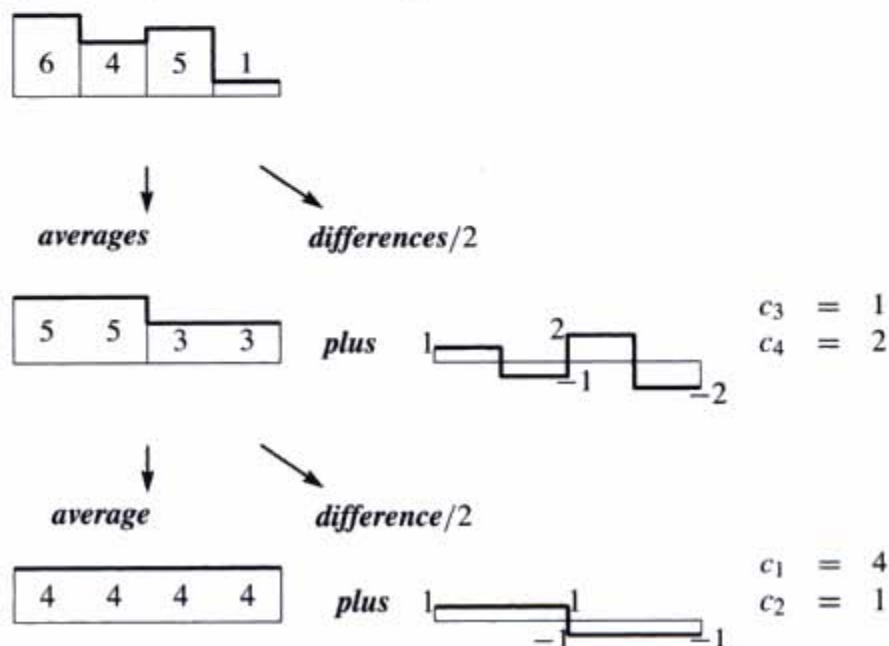 6 4 5 1
averages differences/2
c3 = 1
5 5 3 3 plus 1 −1 2 −2 c4 = 2
average difference/2
c1 = 4
4 4 4 4 plus 1 1 −1 −1 c2 = 1